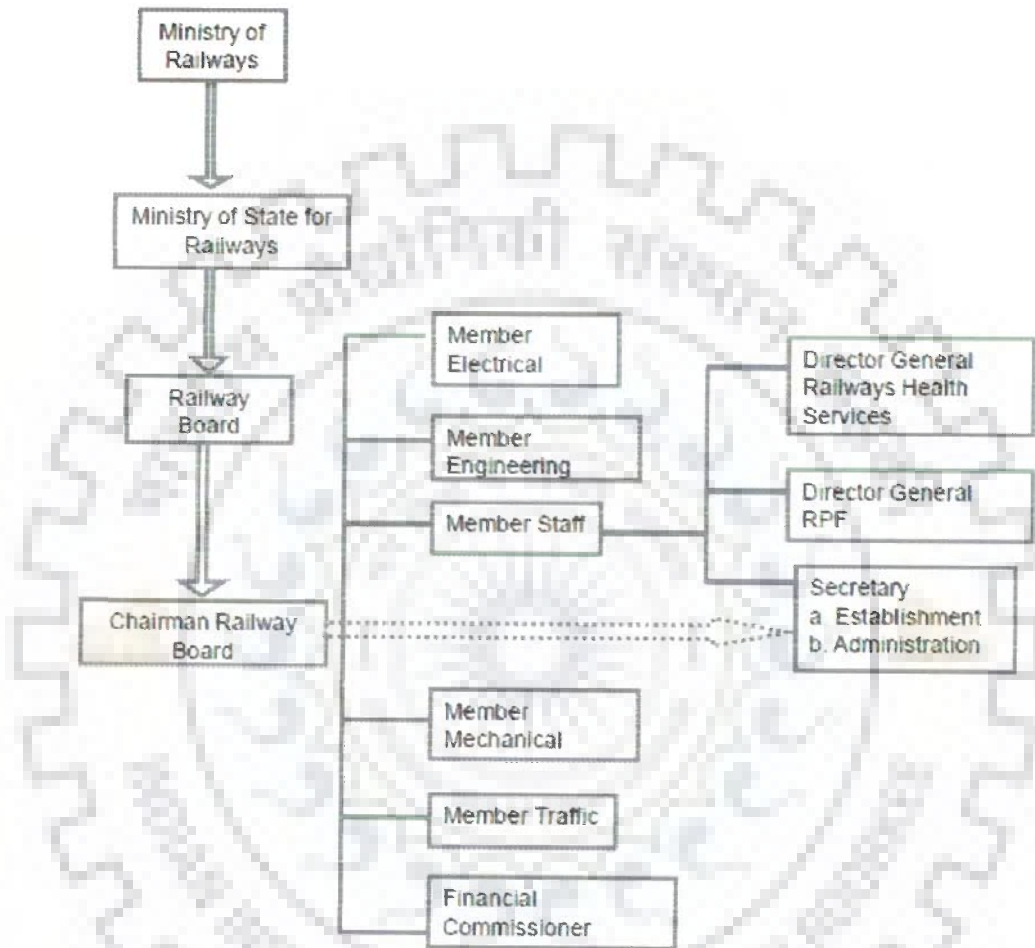 Ministry of
Railways
Ministry of State for
Railways
Railway
Board
Chairman Railway
Board
Member
Electrical
Member
Engineering
Member Staff
Member
Mechanical
Member Traffic
Financial
Commissioner
Director General
Railways Health
Services
Director General
RPF
Secretary
a. Establishment
b. Administration